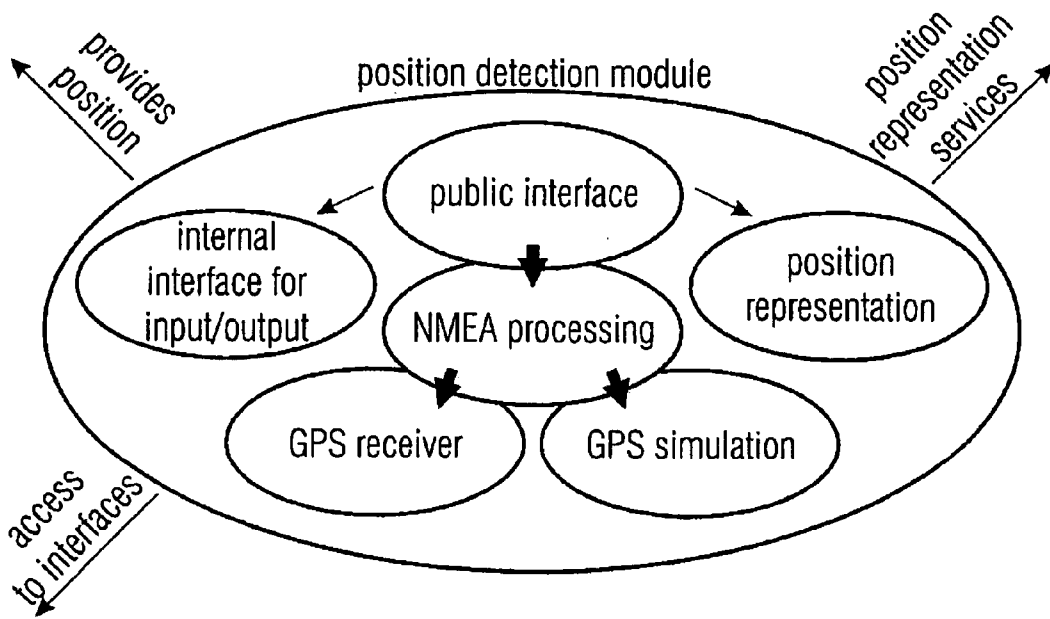 provides
position
position detection module
position
representation
services
public interface
internal
interface for
input/output
position
representation
NMEA processing
GPS receiver
GPS simulation
access
to interfaces